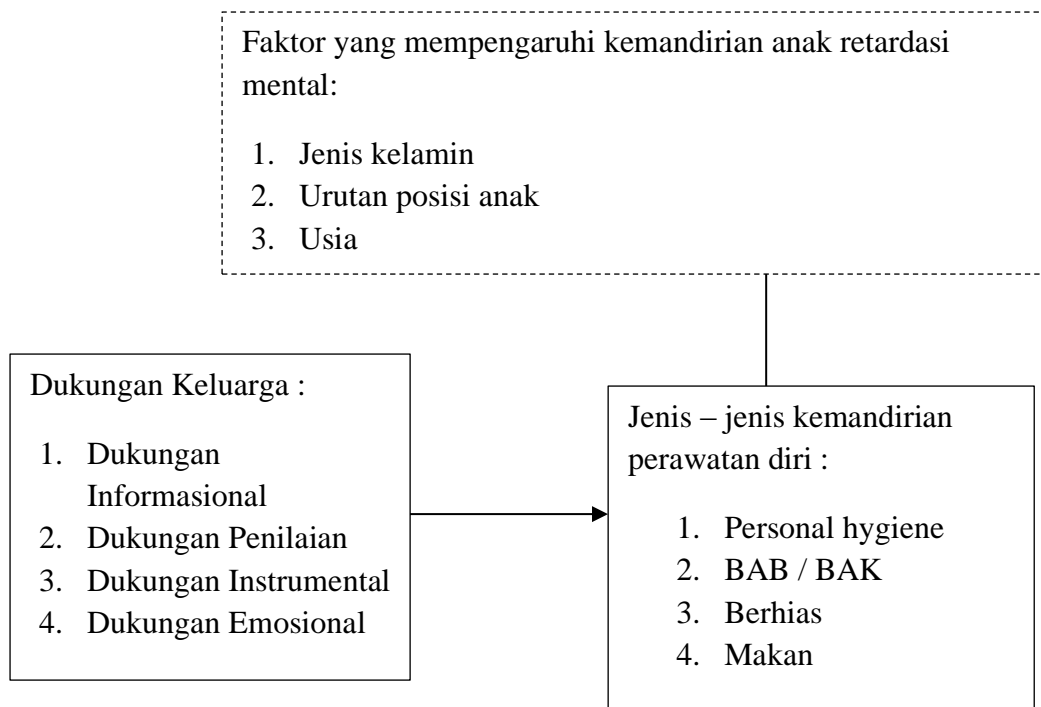 Faktor yang mempengaruhi kemandirian anak retardasi
mental:
1. Jenis kelamin
2. Urutan posisi anak
3. Usia
Dukungan Keluarga :
1. Dukungan
Informasional
2. Dukungan Penilaian
3. Dukungan Instrumental
4. Dukungan Emosional
Jenis – jenis kemandirian
perawatan diri :
1. Personal hygiene
2. BAB / BAK
3. Berhias
4. Makan